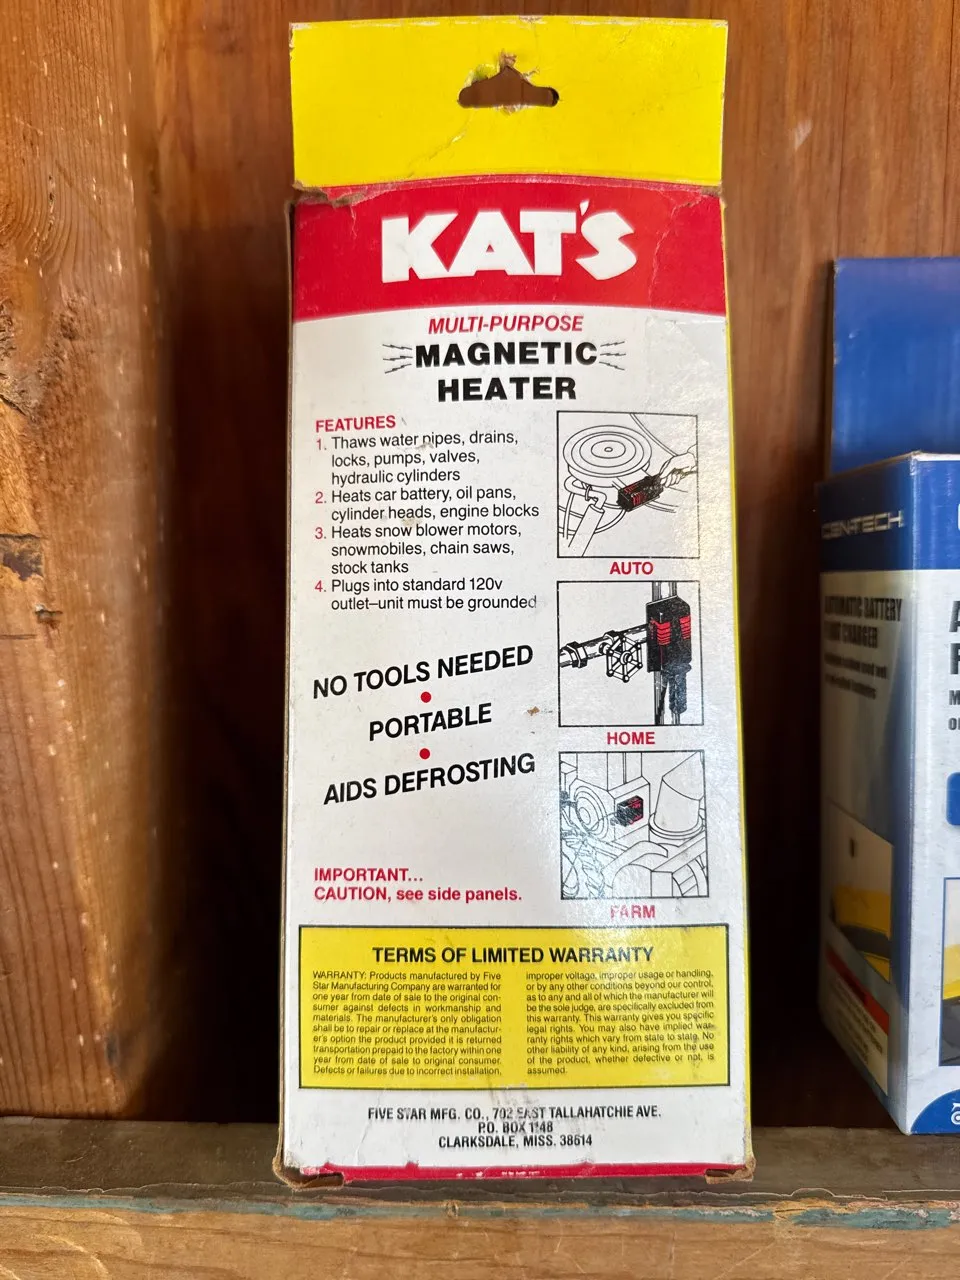 KAT'S
MULTI-PURPOSE
MAGNETIC
HEATER
FEATURES
1. Thaws water pipes, drains,
locks, pumps, valves,
hydraulic cylinders
2. Heats car battery, oil pans,
cylinder heads, engine blocks
3. Heats snow blower motors,
snowmobiles, chain saws,
stock tanks
4. Plugs into standard 120v
outlet–unit must be grounded
NO TOOLS NEEDED
PORTABLE
AIDS DEFROSTING
AUTO
HOME
FARM
IMPORTANT...
CAUTION, see side panels.
TERMS OF LIMITED WARRANTY
WARRANTY: Products manufactured by Five
Star Manufacturing Company are warranted for
one year from date of sale to the original con-
sumer against defects in workmanship and
materials. The manufacturer's only obligation
shall be to repair or replace at the manufactur-
er's option the product provided it is returned
transportation prepaid to the factory within one
year from date of sale to original consumer.
Defects or failures due to incorrect installation,
improper voltage, improper usage or handling,
or by any other conditions beyond our control,
as to any and all of which the manufacturer will
be the sole judge, are specifically excluded from
this warranty. This warranty gives you specific
legal rights. You may also have implied war-
ranty rights which vary from state to state. No
other liability of any kind, arising from the use
of the product, whether defective or not, is
assumed.
FIVE STAR MFG. CO., 702 EAST TALLAHATCHIE AVE.
P.O. BOX 1148
CLARKSDALE, MISS. 38614
CEN-TECH
AUTOMATIC BATTERY
FLOAT CHARGER